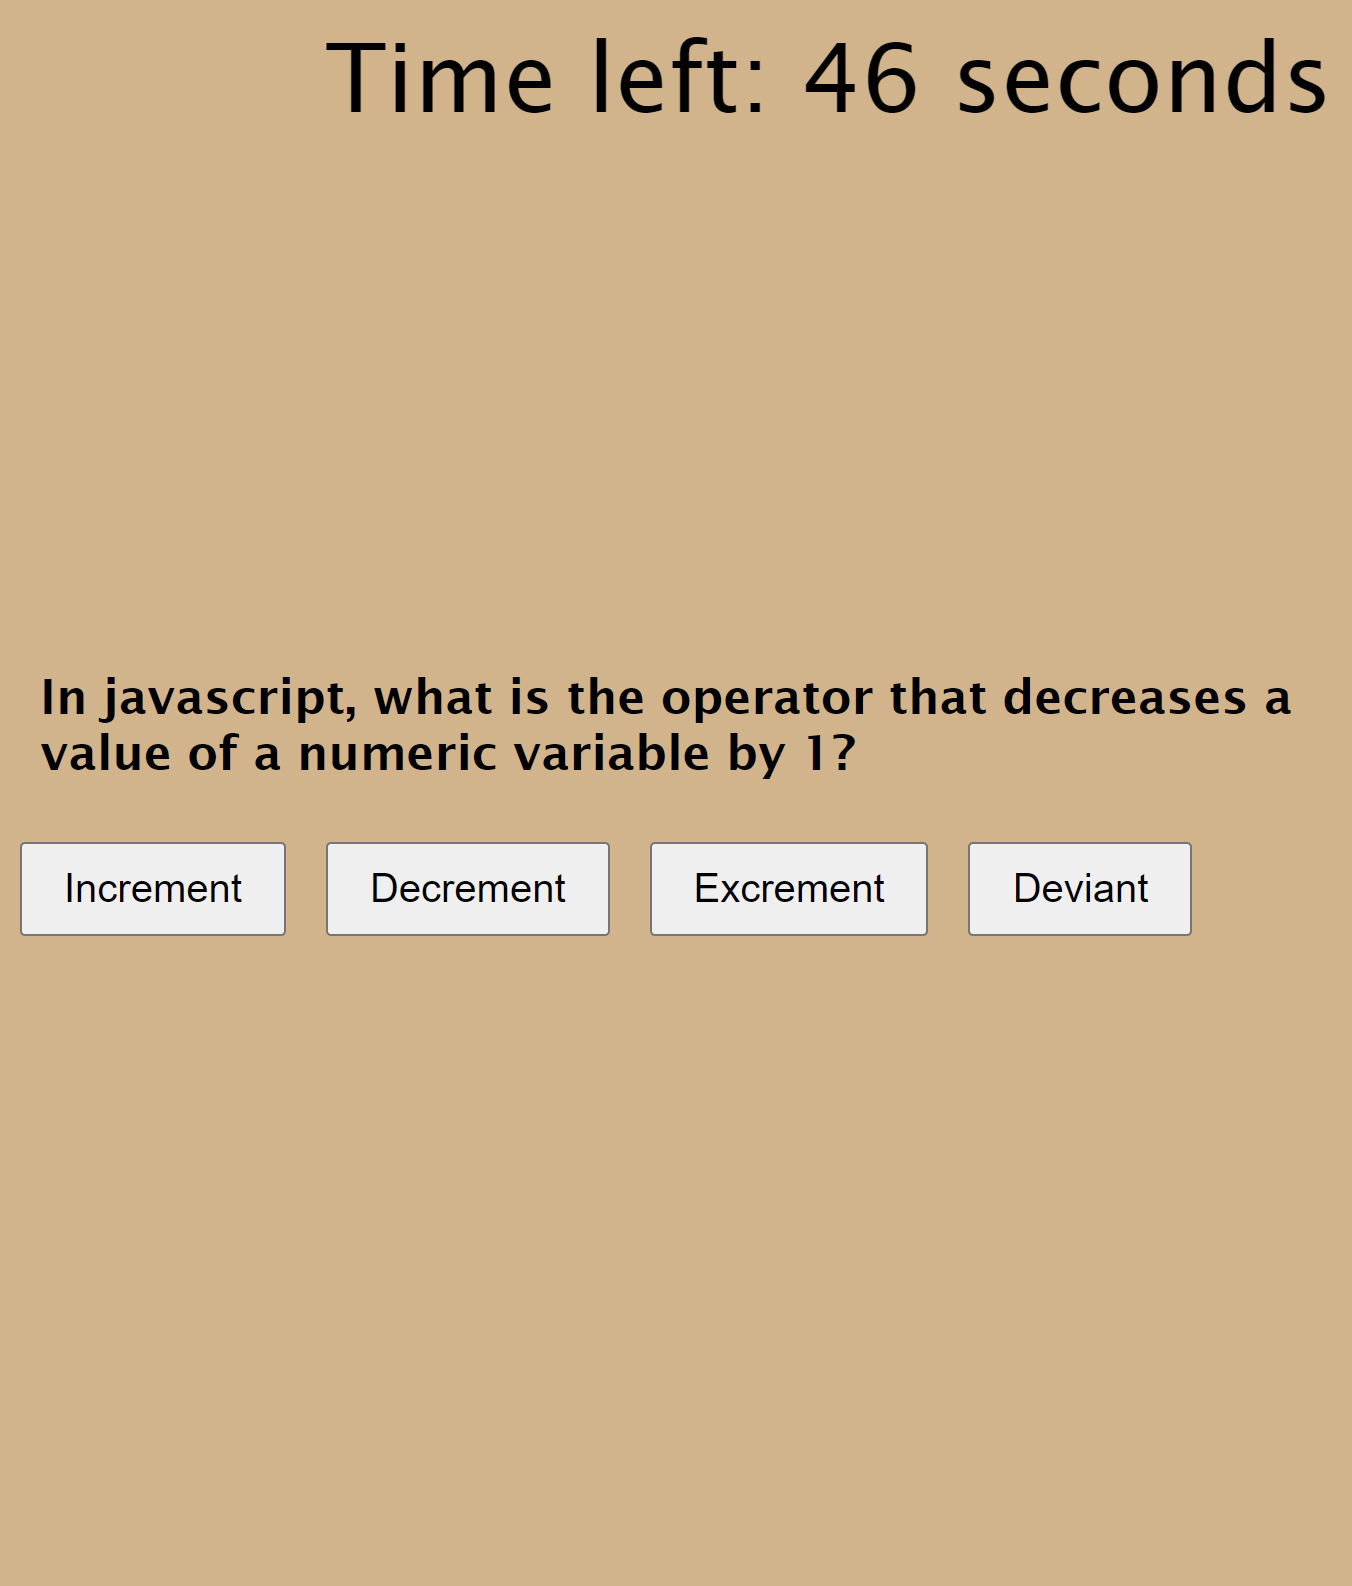 Time left: 46 seconds
In javascript, what is the operator that decreases a
value of a numeric variable by 1?
Increment
Decrement
Excrement
Deviant